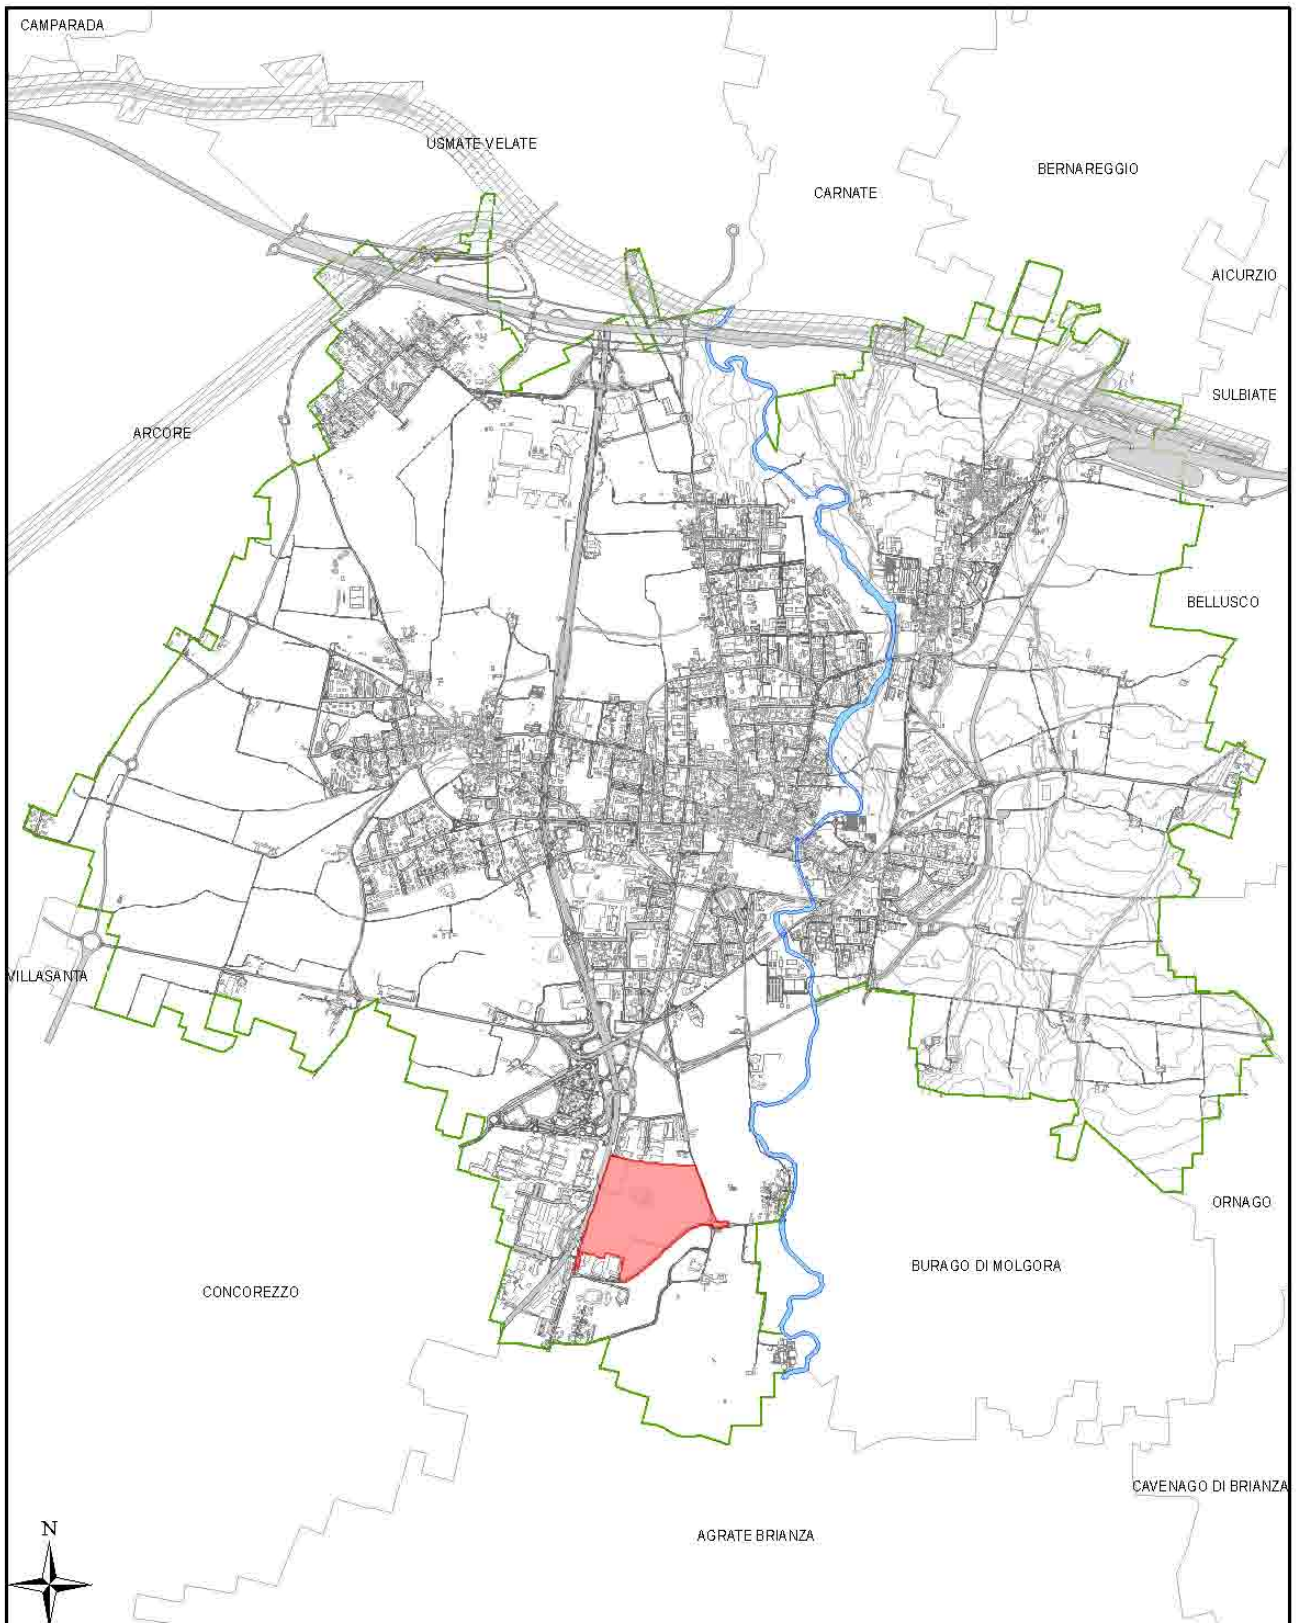 CAMPARADA
USMATE VELATE
BERNAREGGIO
CARNATE
AICURZIO
SULBIATE
ARCORE
BELLUSCO
VILLASANTA
ORNAGO
BURAGO DI MOLGORA
CONCOREZZO
CAVENAGO DI BRIANZA
N
AGRATE BRIANZA